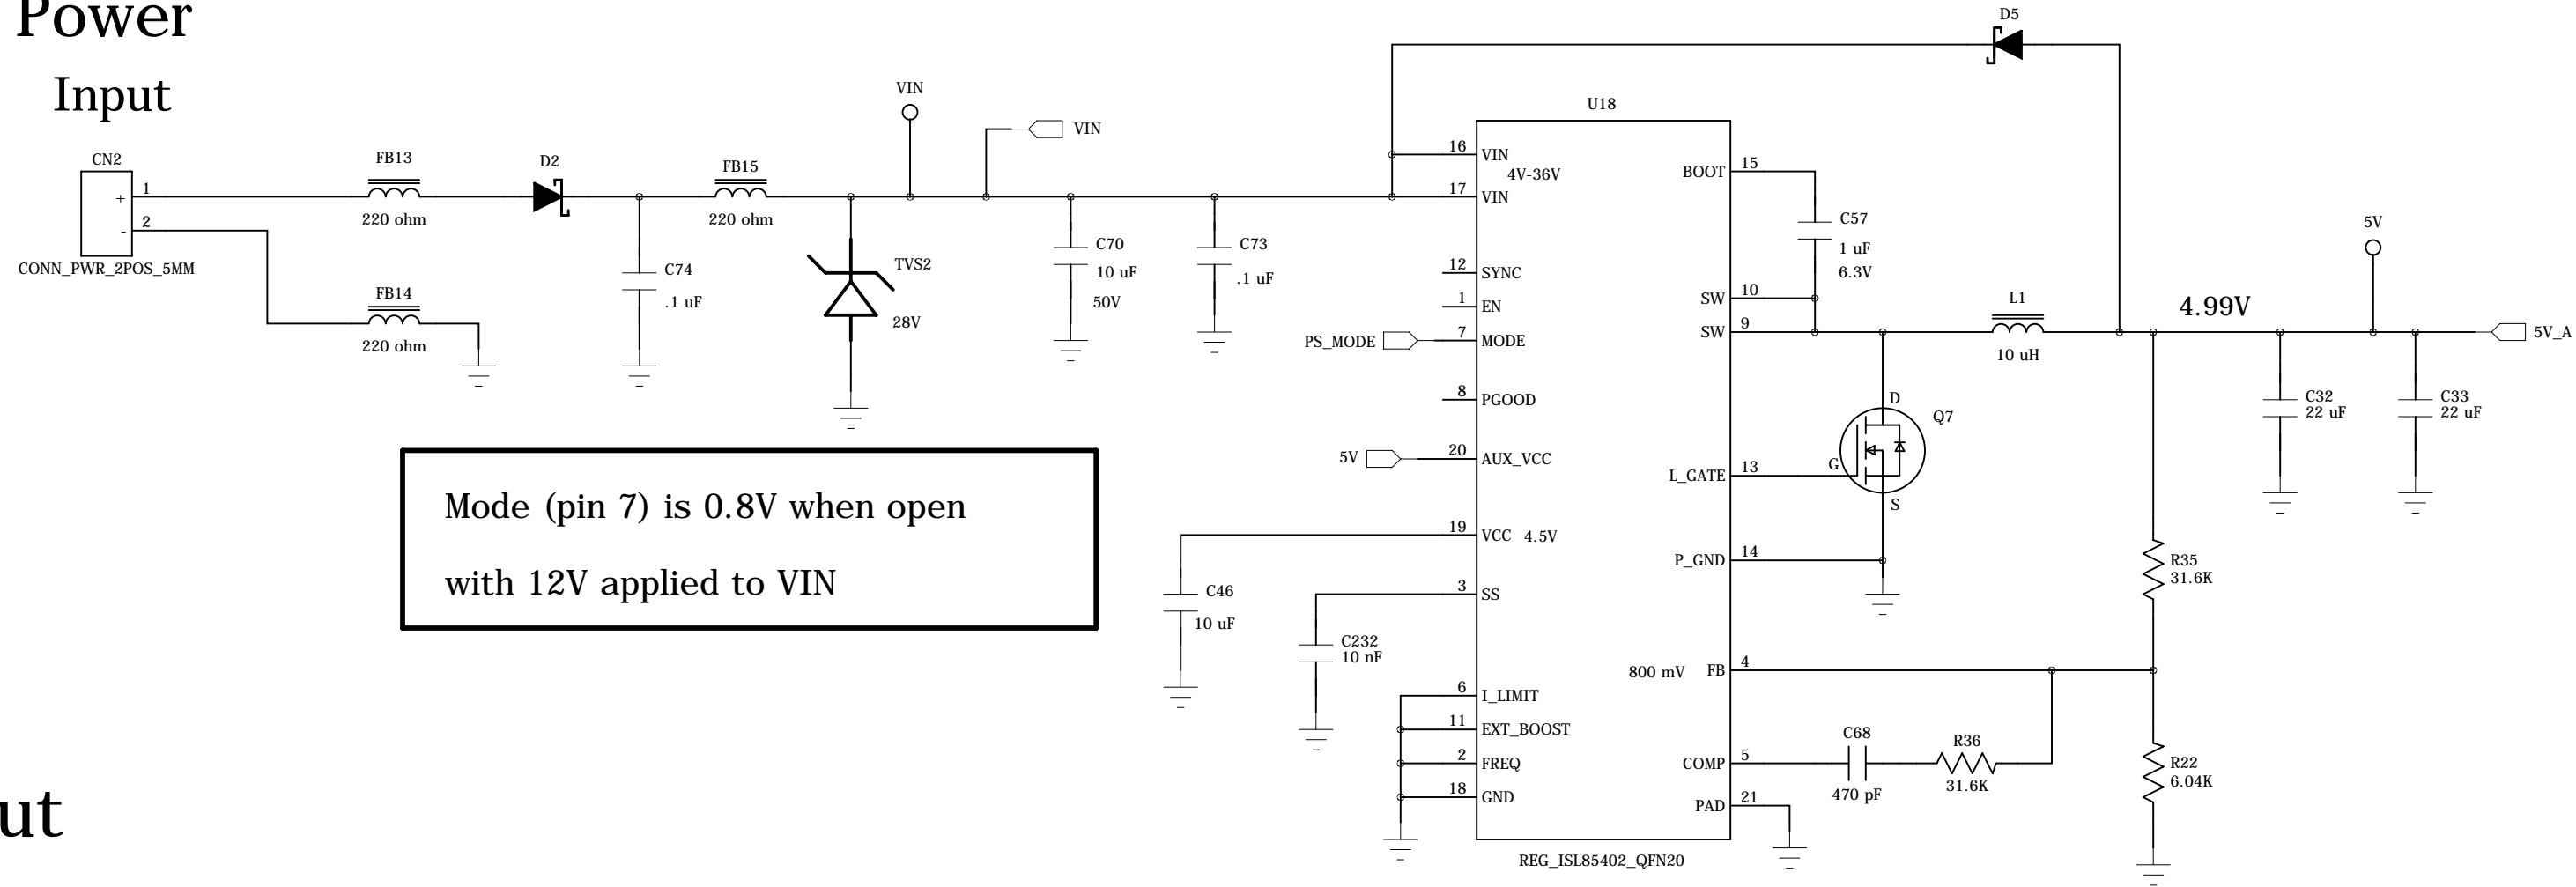 Power
Input
CN2
+ 1
- 2
CONN_PWR_2POS_5MM
FB13
220 ohm
FB14
220 ohm
D2
C74
.1 uF
FB15
220 ohm
TVS2
28V
VIN
VIN
C70
10 uF
50V
C73
.1 uF
Mode (pin 7) is 0.8V when open
with 12V applied to VIN
D5
U18
16 VIN
4V-36V
17 VIN
12 SYNC
1 EN
PS_MODE 7 MODE
8 PGOOD
5V 20 AUX_VCC
19 VCC 4.5V
C46
10 uF
3 SS
C232
10 nF
6 I_LIMIT
11 EXT_BOOST
2 FREQ
18 GND
REG_ISL85402_QFN20
BOOT 15
SW 10
SW 9
L_GATE 13
P_GND 14
800 mV FB 4
COMP 5
PAD 21
C57
1 uF
6.3V
D
G
S
Q7
L1
10 uH
4.99V
5V
5V_A
C32
22 uF
C33
22 uF
R35
31.6K
C68
470 pF
R36
31.6K
R22
6.04K
ut